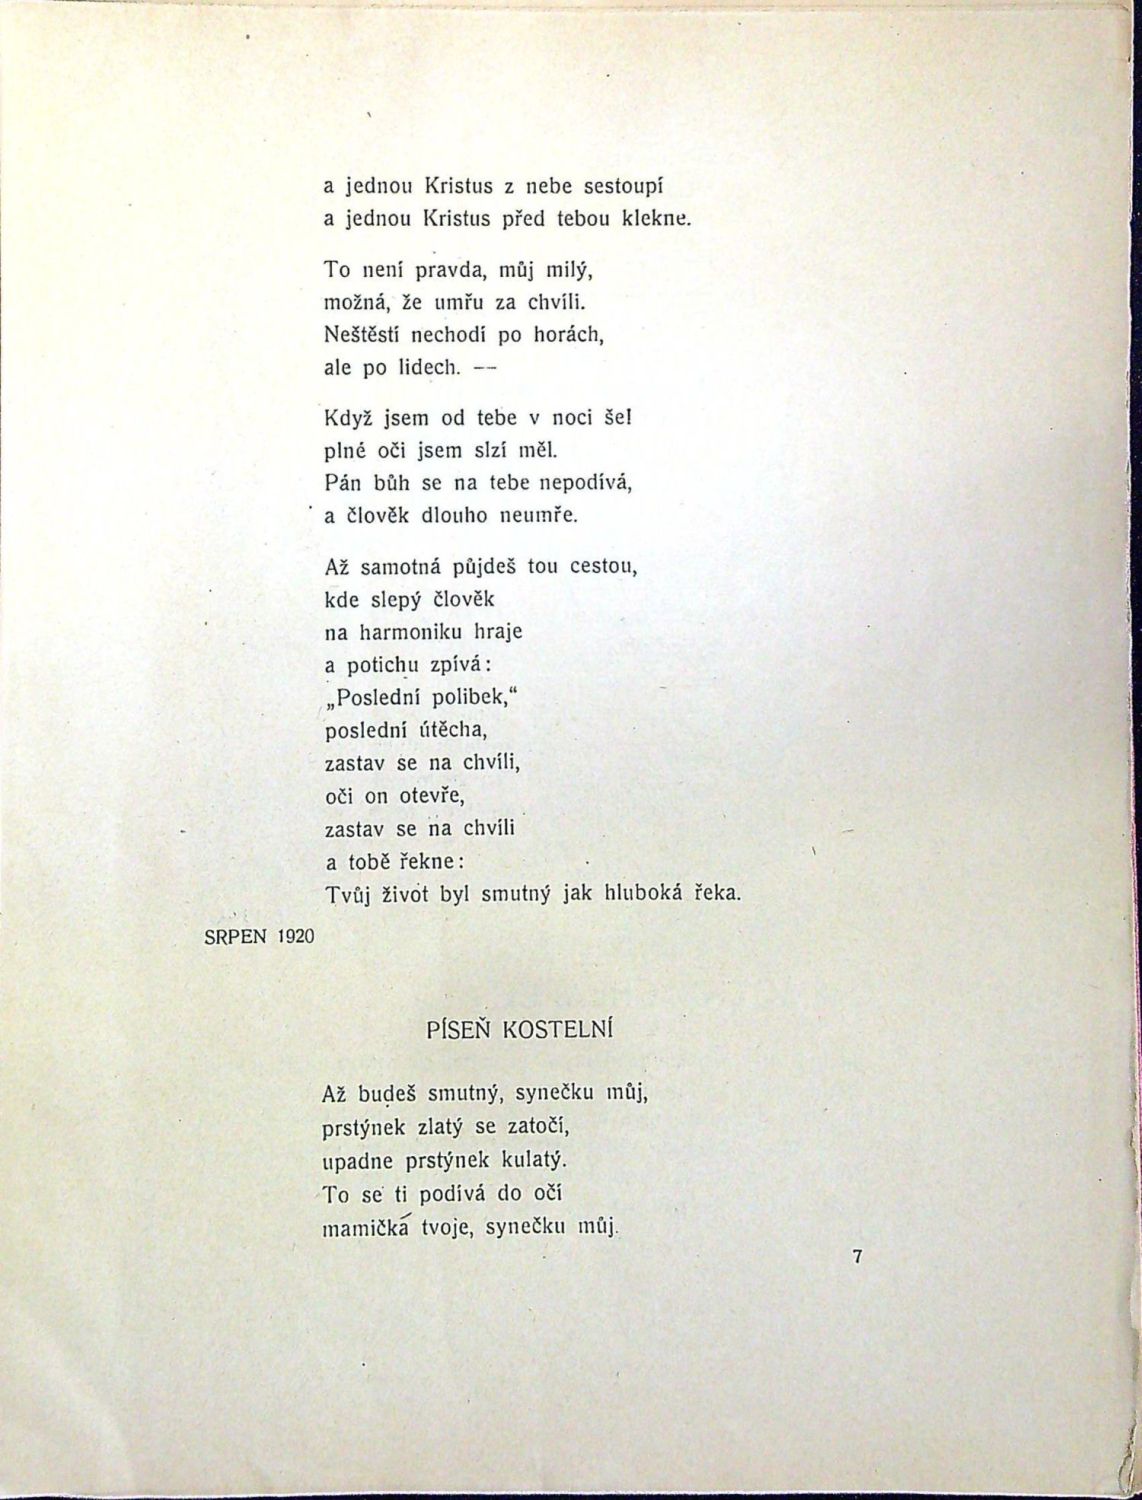 a jednou Kristus z nebe sestoupí
a jednou Kristus před tebou klekne.
To není pravda, můj milý,
možná, že umřu za chvíli.
Neštěstí nechodí po horách,
ale po lidech. —
Když jsem od tebe v noci šel
plné oči jsem slzí měl.
Pán bůh se na tebe nepodívá,
a člověk dlouho neumře.
Až samotná půjdeš tou cestou,
kde slepý člověk
na harmoniku hraje
a potichu zpívá:
„Poslední polibek,“
poslední útěcha,
zastav se na chvíli,
oči on otevře,
zastav se na chvíli
a tobě řekne:
Tvůj život byl smutný jak hluboká řeka.
SRPEN 1920
PÍSEŇ KOSTELNÍ
Až budeš smutný, synečku můj,
prstýnek zlatý se zatočí,
upadne prstýnek kulatý.
To se ti podívá do očí
mamičká tvoje, synečku můj.
7